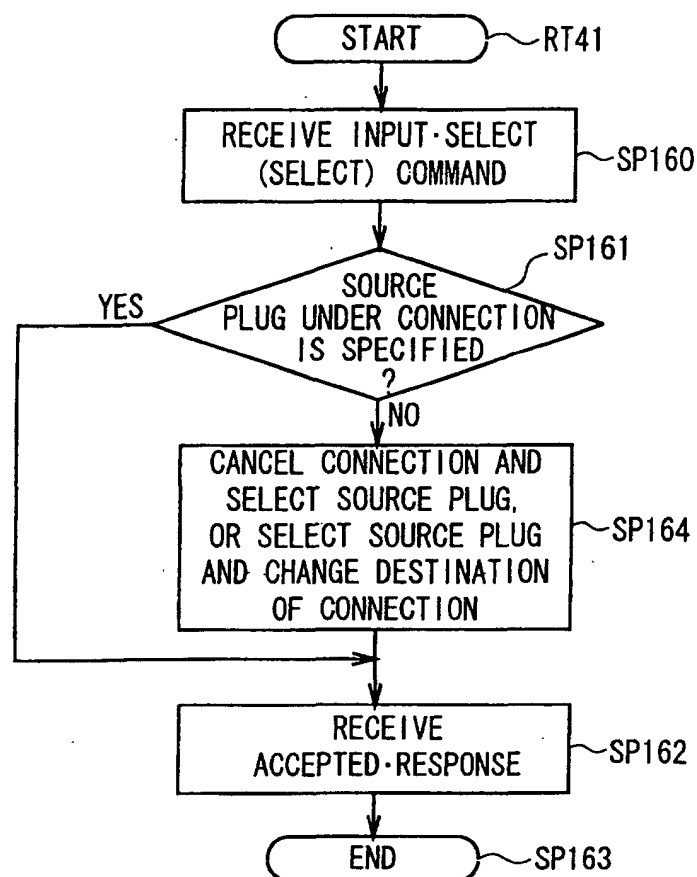 START
RT41
RECEIVE INPUT·SELECT
(SELECT) COMMAND
SP160
SP161
SOURCE
PLUG UNDER CONNECTION
IS SPECIFIED
?
YES
NO
CANCEL CONNECTION AND
SELECT SOURCE PLUG,
OR SELECT SOURCE PLUG
AND CHANGE DESTINATION
OF CONNECTION
SP164
RECEIVE
ACCEPTED·RESPONSE
SP162
END
SP163